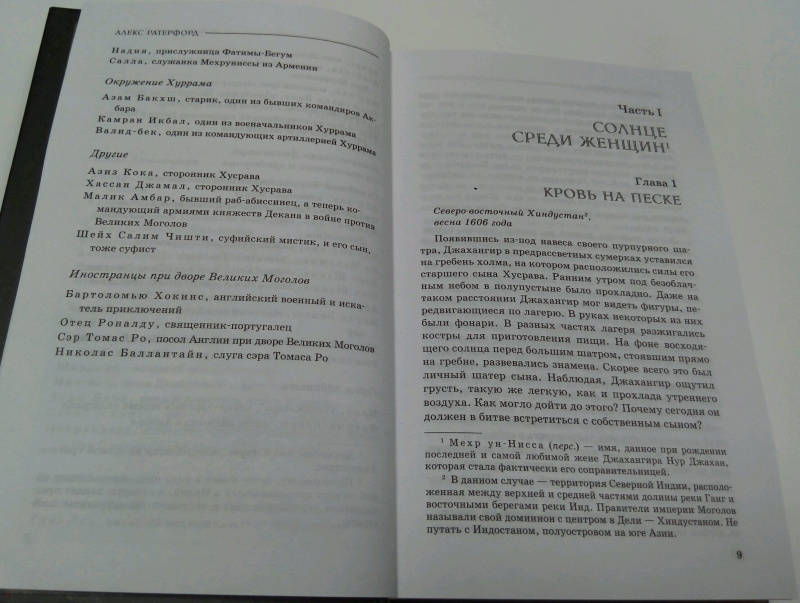 АЛЕКС РАТЕРФОРД
Надия, прислужница Фатимы-Бегум
Салла, служанка Мехруниссы из Армении
Окружение Хуррама
Азам Бакхш, старик, один из бывших командиров Ак-
бара
Камран Икбал, один из военачальников Хуррама
Валид-бек, один из командующих артиллерией Хуррама
Другие
Азиз Кока, сторонник Хусрава
Хассан Джамал, сторонник Хусрава
Малик Амбар, бывший раб-абиссинец, а теперь ко-
мандующий армиями княжеств Декана в войне против
Великих Моголов
Шейх Салим Чишти, суфийский мистик, и его сын,
тоже суфист
Иностранцы при дворе Великих Моголов
Бартоломью Хокинс, английский военный и иска-
тель приключений
Отец Роналду, священник-португалец
Сэр Томас Ро, посол Англии при дворе Великих Моголов
Николас Баллантайн, слуга сэра Томаса Ро
Часть I
СОЛНЦЕ
СРЕДИ ЖЕНЩИН¹
Глава 1
КРОВЬ НА ПЕСКЕ
Северо-восточный Хиндустан²,
весна 1606 года
Появившись из-под навеса своего пурпурного ша-
тра, Джахангир в предрассветных сумерках уставился
на гребень холма, на котором расположились силы его
старшего сына Хусрава. Ранним утром под безоблач-
ным небом в полупустыне было прохладно. Даже на
таком расстоянии Джахангир мог видеть фигуры, пе-
редвигающиеся по лагерю. В руках некоторых из них
были фонари. В разных частях лагеря разжигались
костры для приготовления пищи. На фоне восходя-
щего солнца перед большим шатром, стоявшим прямо
на гребне, развевались знамена. Скорее всего это был
личный шатер сына. Наблюдая, Джахангир ощутил
грусть, такую же легкую, как и прохлада утреннего
воздуха. Как могло дойти до этого? Почему сегодня он
должен в битве встретиться с собственным сыном?
¹ Мехр ун-Нисса (перс.) — имя, данное при рождении
последней и самой любимой жене Джахангира Нур Джахан,
которая стала фактически его соправительницей.
² В данном случае — территория Северной Индии, располо-
женная между верхней и средней частями долины реки Ганг и
восточными берегами реки Инд. Правители империи Моголов
называли свой доминион с центром в Дели — Хиндустаном. Не
путать с Индостаном, полуостровом на юге Азии.
9